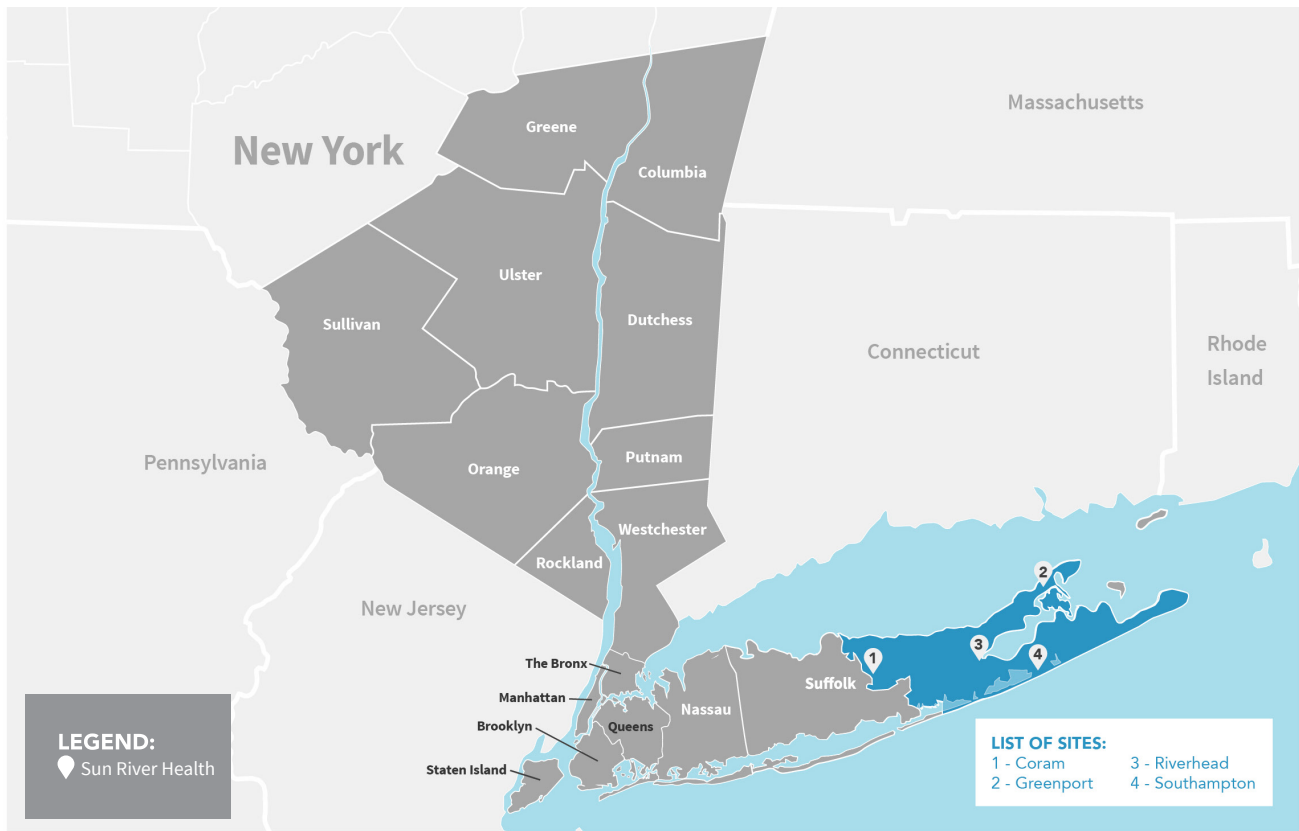 Massachusetts
Greene
New York
Columbia
Ulster
Sullivan
Dutchess
Connecticut
Rhode
Island
Pennsylvania
Putnam
Orange
Westchester
Rockland
New Jersey
2
3
4
1
The Bronx
Suffolk
Manhattan
Nassau
Brooklyn
Queens
Staten Island
LEGEND:
Sun River Health
LIST OF SITES:
1 - Coram
2 - Greenport
3 - Riverhead
4 - Southampton